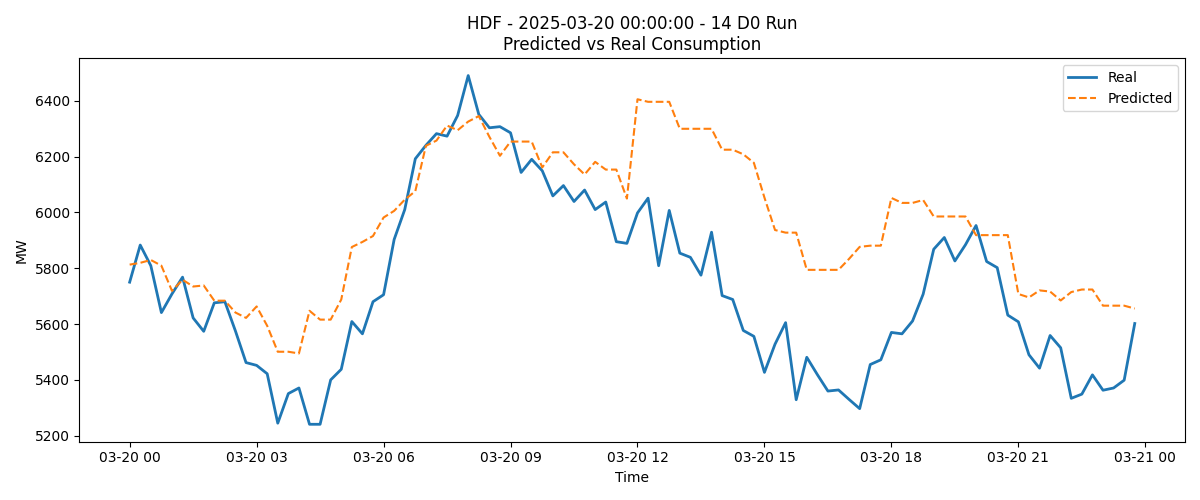 HDF - 2025-03-20 00:00:00 - 14 D0 Run
Predicted vs Real Consumption
Real
Predicted
MW
6400
6200
6000
5800
5600
5400
5200
03-20 00
03-20 03
03-20 06
03-20 09
03-20 12
03-20 15
03-20 18
03-20 21
03-21 00
Time